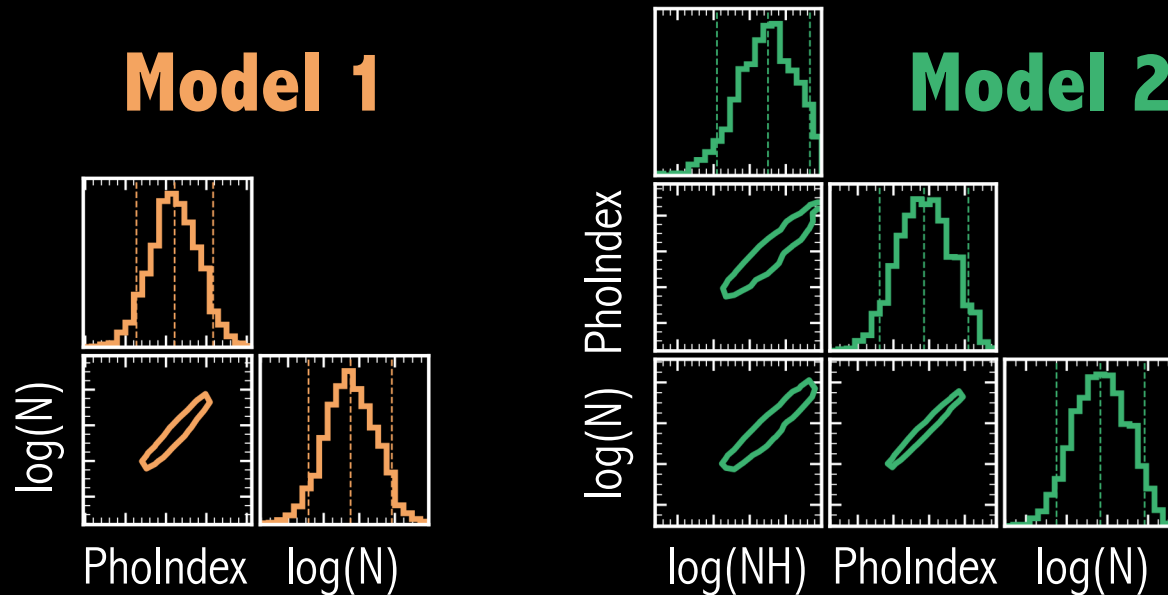 Model 1
Model 2
PhoIndex
log(N)
log(N)
PhoIndex
log(N)
log(NH)
PhoIndex
log(N)